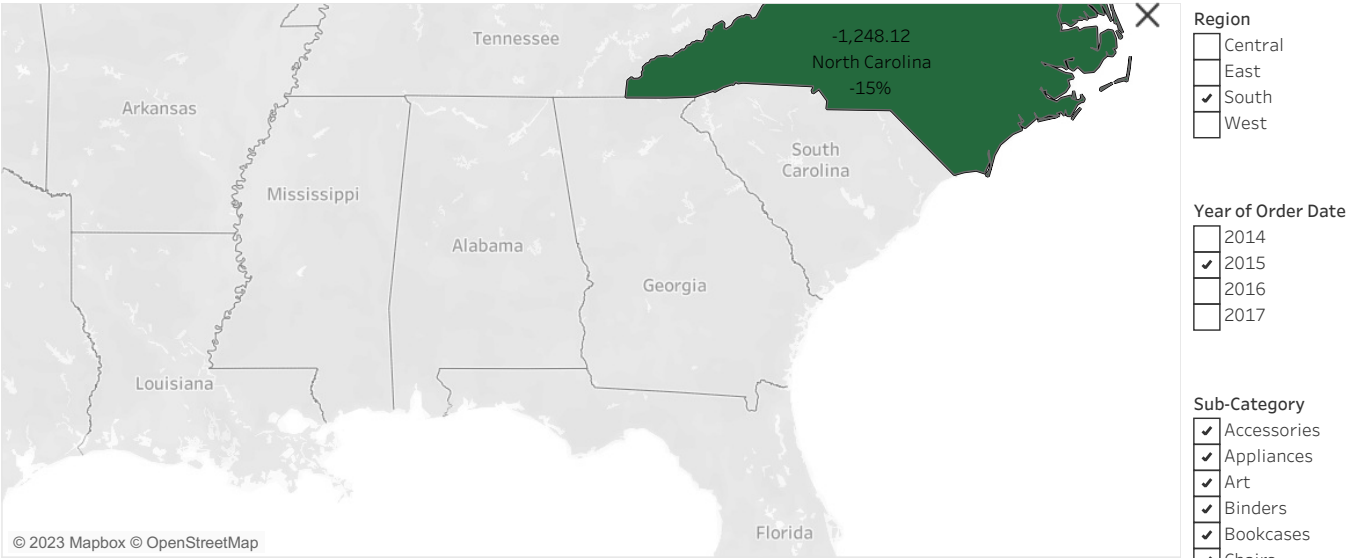 Tennessee
-1,248.12
North Carolina
-15%
Arkansas
South
Carolina
Mississippi
Alabama
Georgia
Louisiana
Florida
© 2023 Mapbox © OpenStreetMap
Region
Central
East
South
West
Year of Order Date
2014
2015
2016
2017
Sub-Category
Accessories
Appliances
Art
Binders
Bookcases